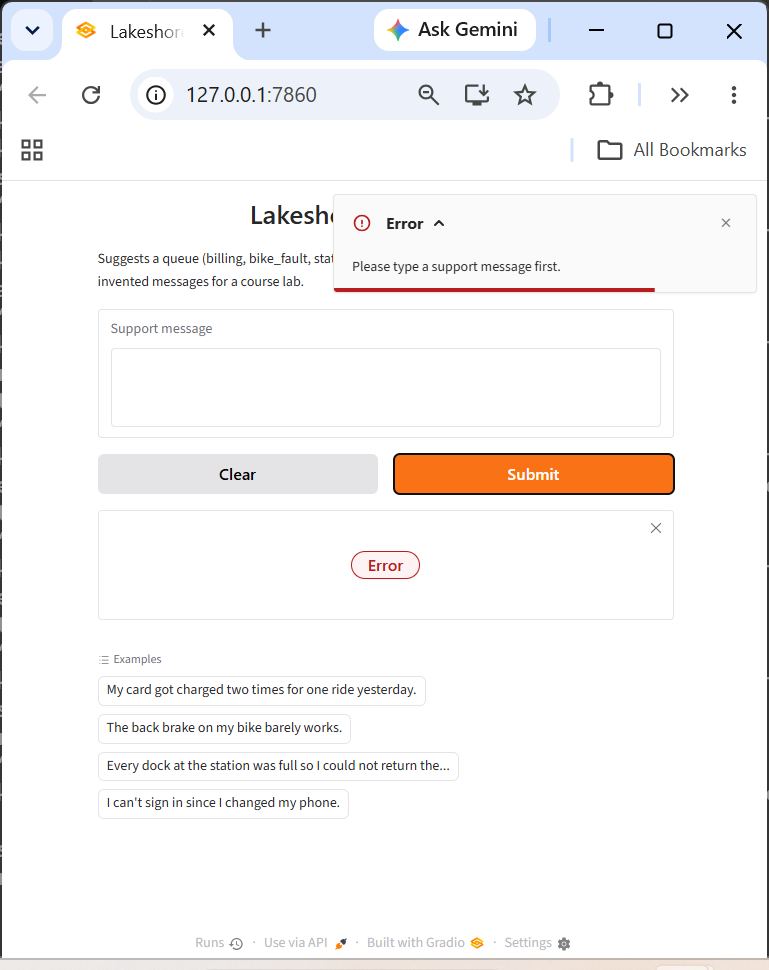 Lakeshor
Ask Gemini
127.0.0.1:7860
All Bookmarks
Lakesho
Error
Please type a support message first.
Suggests a queue (billing, bike_fault, stat
invented messages for a course lab.
Support message
Clear
Submit
Error
Examples
My card got charged two times for one ride yesterday.
The back brake on my bike barely works.
Every dock at the station was full so I could not return the...
I can't sign in since I changed my phone.
Runs · Use via API · Built with Gradio · Settings